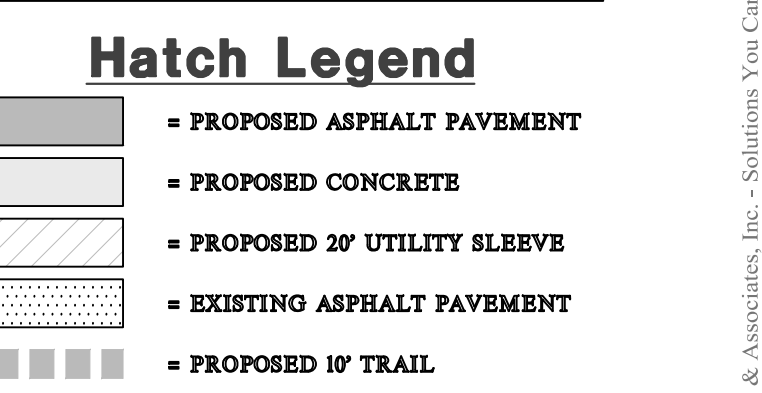 Hatch Legend
= PROPOSED ASPHALT PAVEMENT
= PROPOSED CONCRETE
= PROPOSED 20' UTILITY SLEEVE
= EXISTING ASPHALT PAVEMENT
= PROPOSED 10' TRAIL
& Associates, Inc. - Solutions You Can